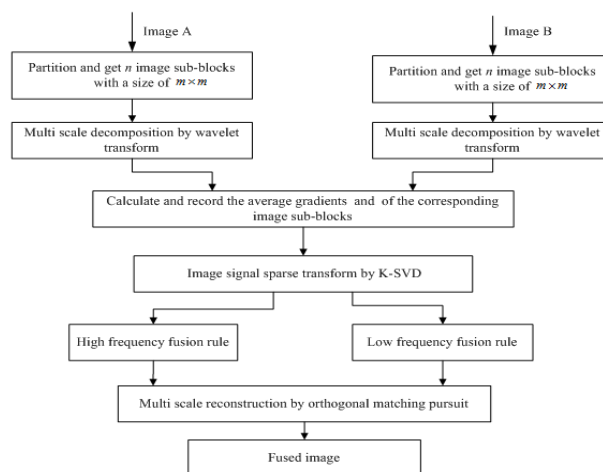 Image A
Image B
Partition and get n image sub-blocks
with a size of m×m
Partition and get n image sub-blocks
with a size of m×m
Multi scale decomposition by wavelet
transform
Multi scale decomposition by wavelet
transform
Calculate and record the average gradients and of the corresponding
image sub-blocks
Image signal sparse transform by K-SVD
High frequency fusion rule
Low frequency fusion rule
Multi scale reconstruction by orthogonal matching pursuit
Fused image